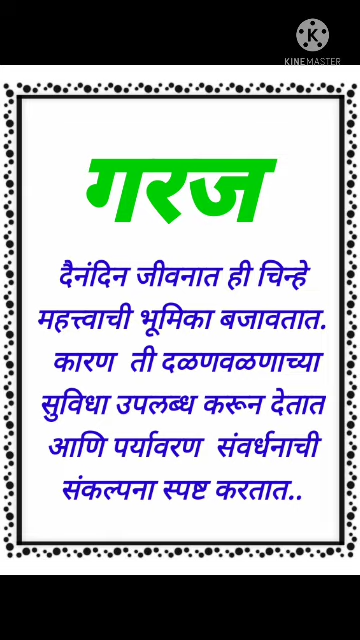 KINEMASTER
गरज
दैनंदिन जीवनात ही चिन्हे
महत्त्वाची भूमिका बजावतात.
कारण ती दळणवळणाच्या
सुविधा उपलब्ध करून देतात
आणि पर्यावरण संवर्धनाची
संकल्पना स्पष्ट करतात..